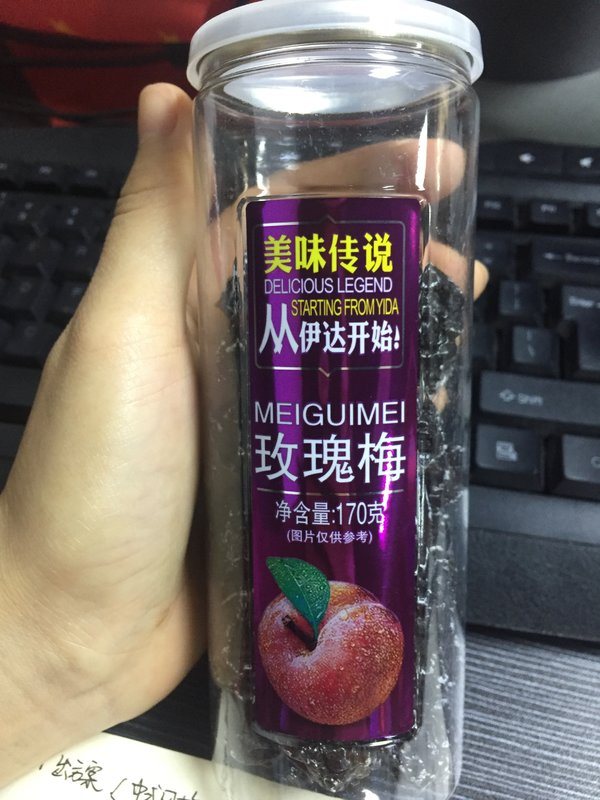 美味传说
DELICIOUS LEGEND
STARTING FROM YIDA
从伊达开始!
MEIGUIMEI
玫瑰梅
净含量:170克
(图片仅供参考)
Shift